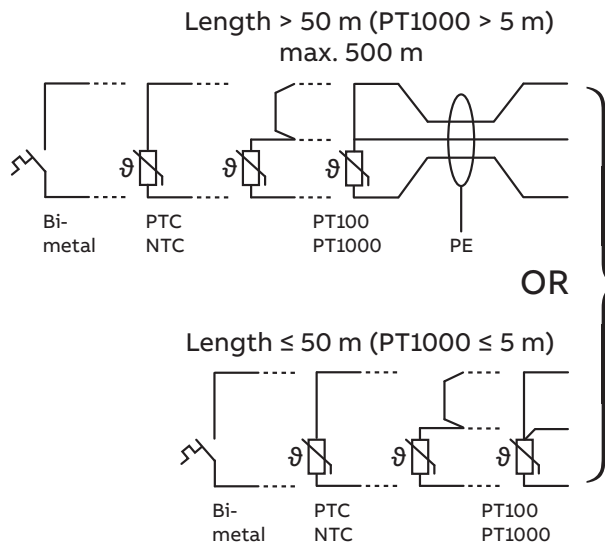 Length > 50 m (PT1000 > 5 m)
max. 500 m
ϑ ϑ ϑ
Bi-
metal
PTC
NTC
PT100
PT1000
PE
OR
Length ≤ 50 m (PT1000 ≤ 5 m)
ϑ ϑ ϑ
Bi-
metal
PTC
NTC
PT100
PT1000